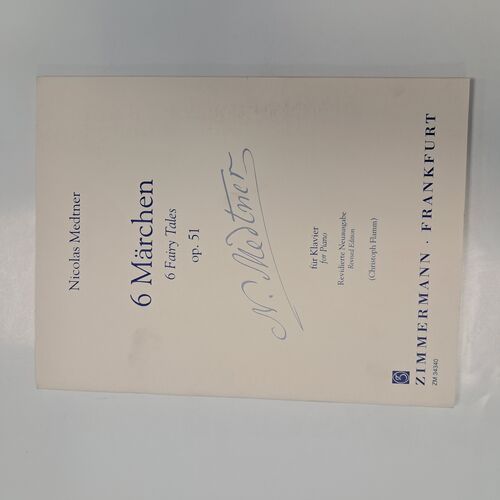 Nicolas Medtner
6 Märchen
6 Fairy Tales
op. 51
N. Medtner
für Klavier
for Piano
Revidierte Neuausgabe
Revised Edition
(Christoph Flamm)
ZIMMERMANN · FRANKFURT
ZM 34340